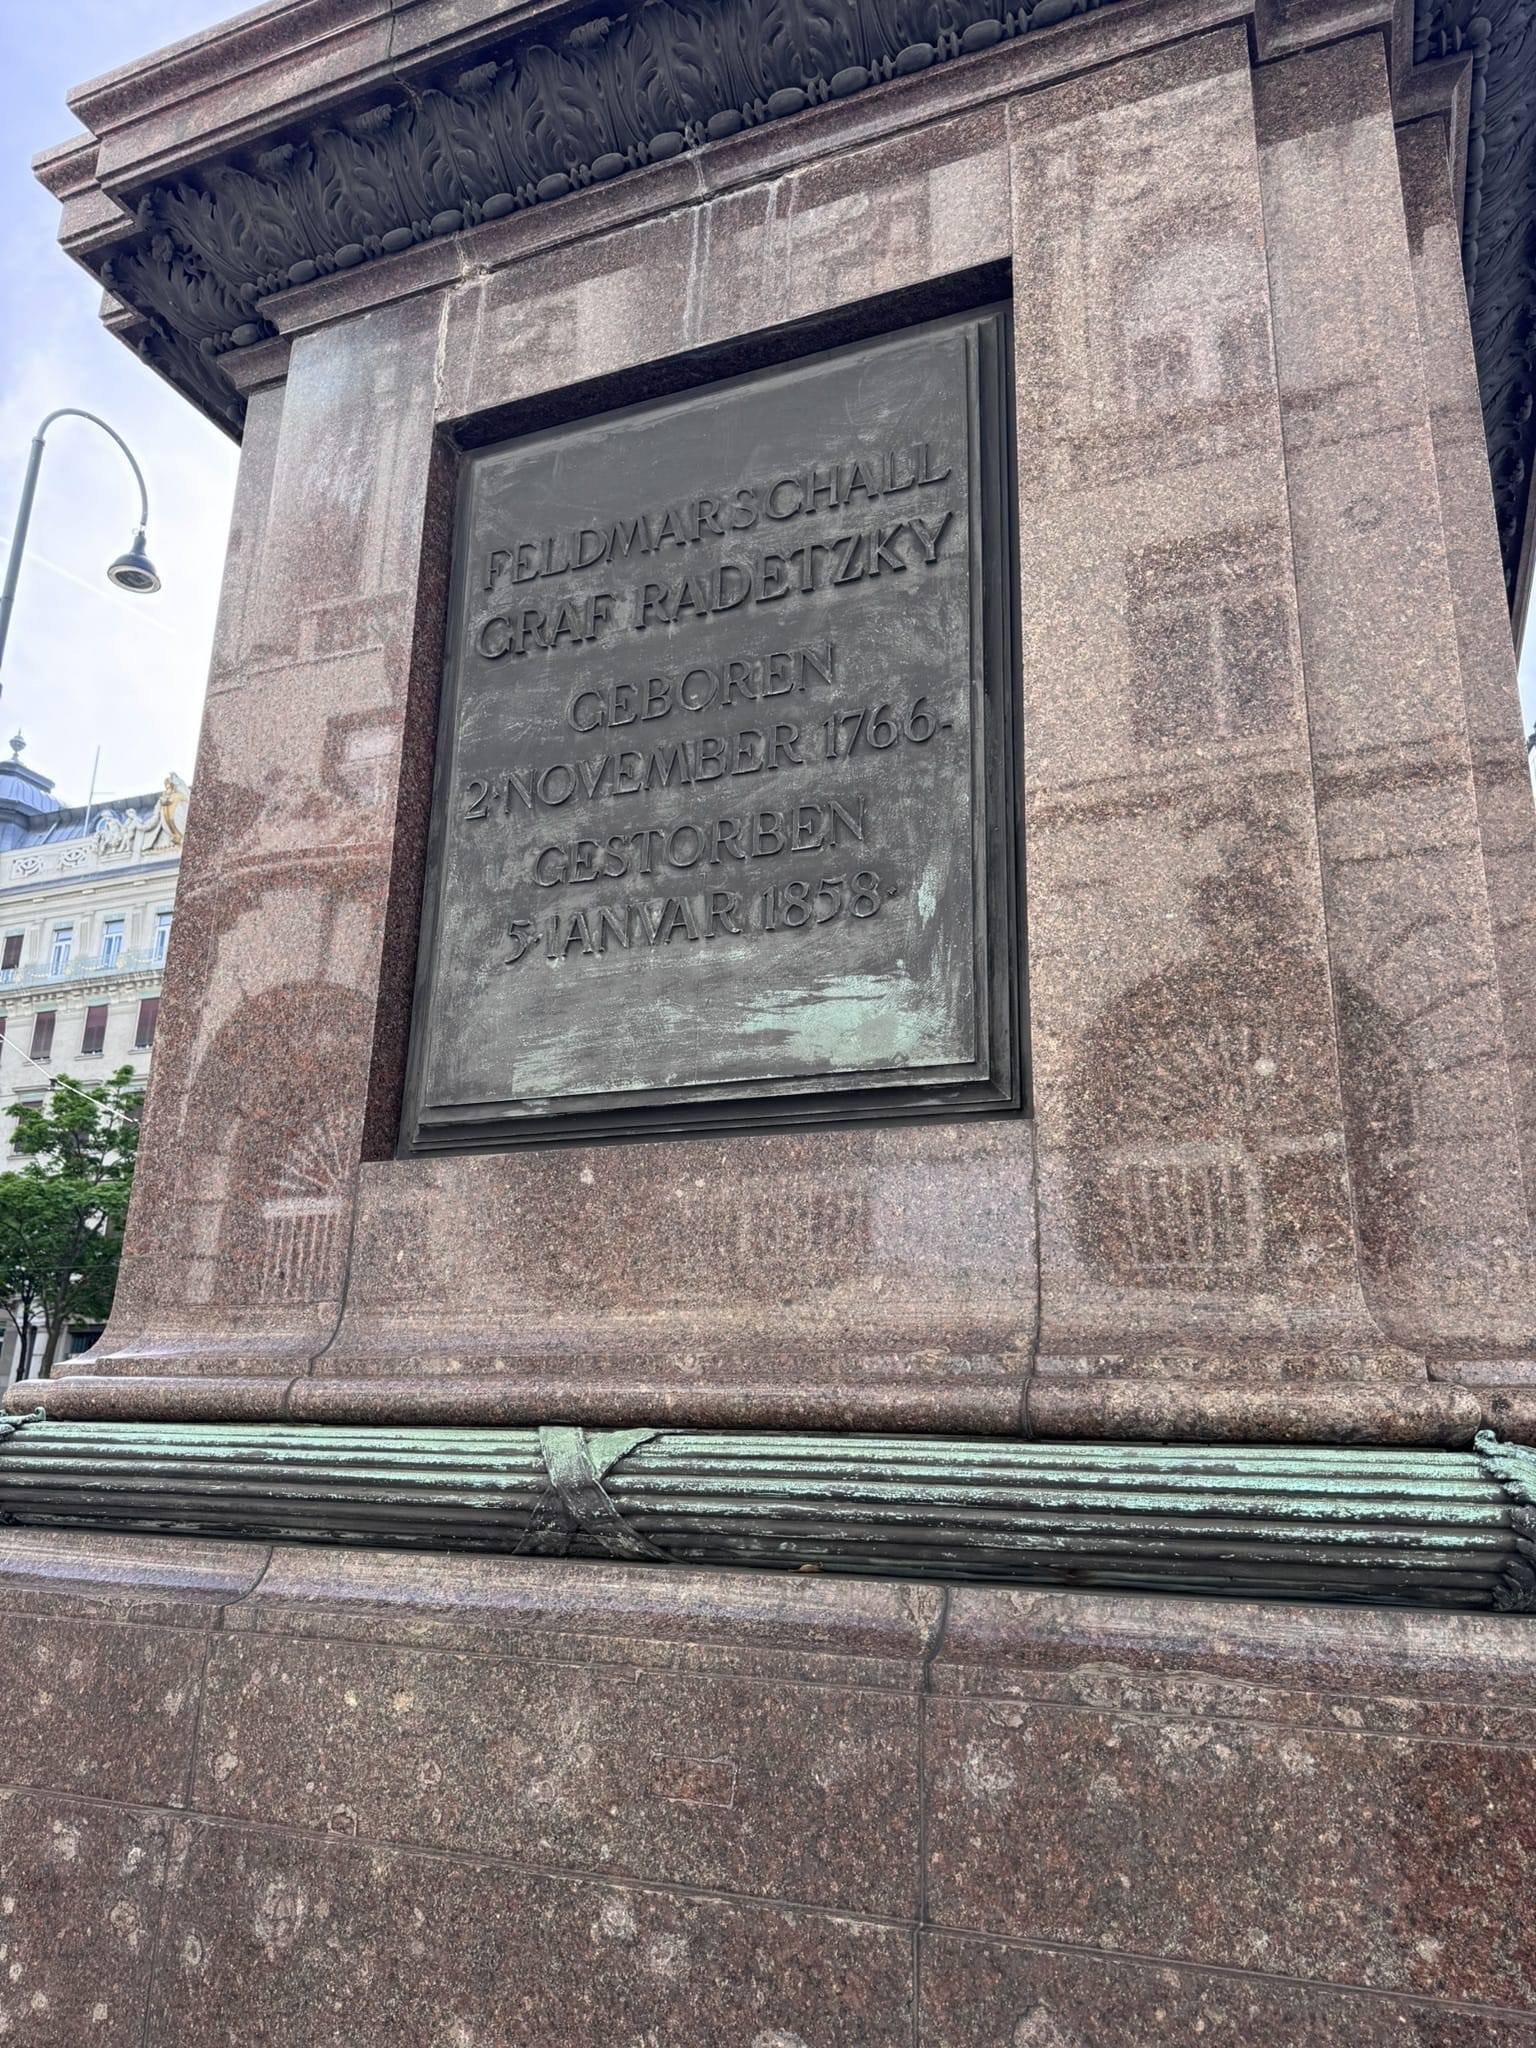 FELDMARSCHALL
GRAF RADETZKY
GEBOREN
2·NOVEMBER 1766·
GESTORBEN
5·IANVAR 1858·